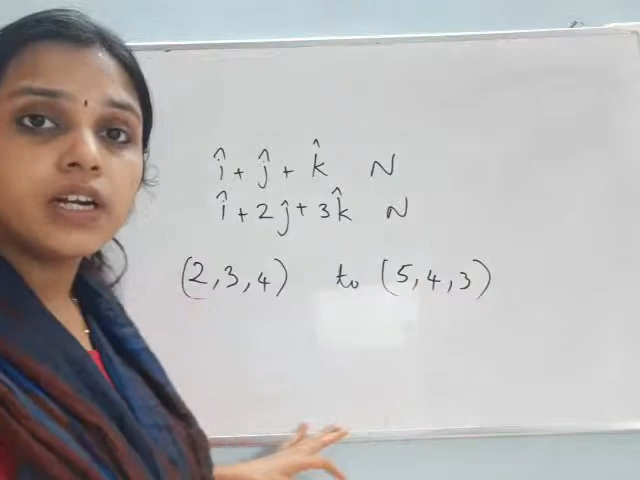 î + ĵ + k̂ N
î + 2ĵ + 3k̂ N
(2, 3, 4) to (5, 4, 3)